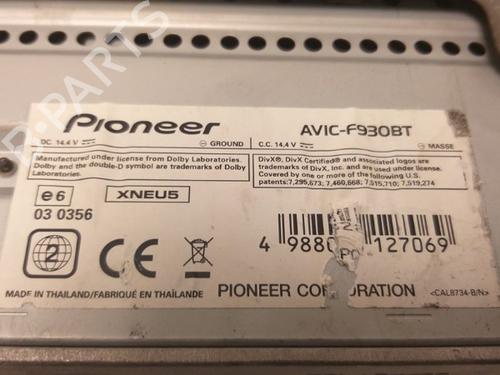 Pioneer
AVIC-F930BT
DC. 14.4 V
GROUND
C.C. 14.4 V
MASSE
Manufactured under license from Dolby Laboratories.
Dolby and the double-D symbol are trademarks of Dolby
Laboratories.
DivX®, DivX Certified® and associated logos are
trademarks of DivX, Inc. and are used under license.
Covered by one or more of the following U.S.
patents:7,295,673; 7,460,668; 7,515,710; 7,519,274
e6
XNEU5
03 0356
2
CE
4 9880 127069
MADE IN THAILAND/FABRIQUÉ EN THAÏLANDE
PIONEER CORPORATION
<CAL8734-B/N>
B-PARTS